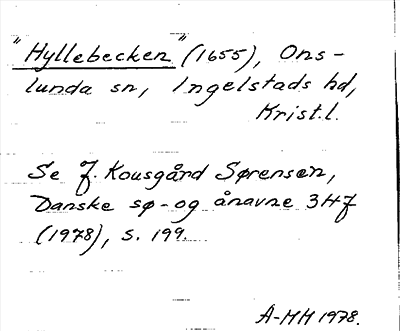 "Hyllebecken" (1655), Ons-
lunda sn, Ingelstads hd,
Krist.l.
Se J. Kousgård Sørensen,
Danske sø- og ånavne 3 H-J
(1978), s. 199.
A-MH 1978.